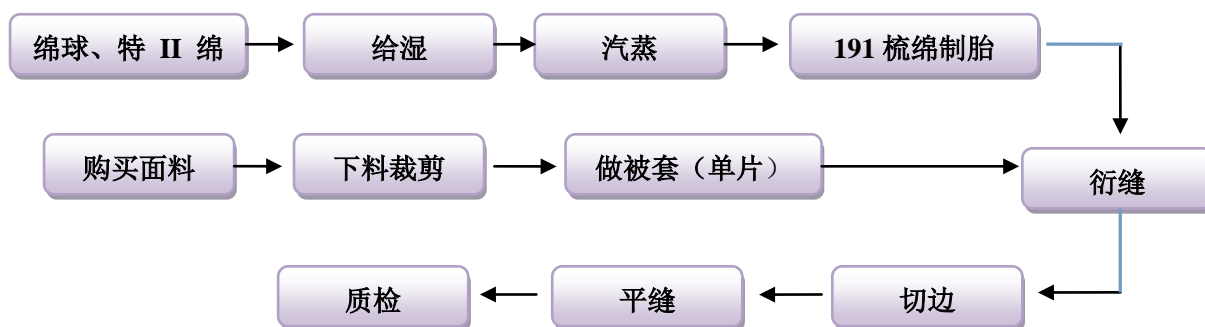 绵球、特 II 绵
给湿
汽蒸
191 梳绵制胎
购买面料
下料裁剪
做被套（单片）
衍缝
质检
平缝
切边